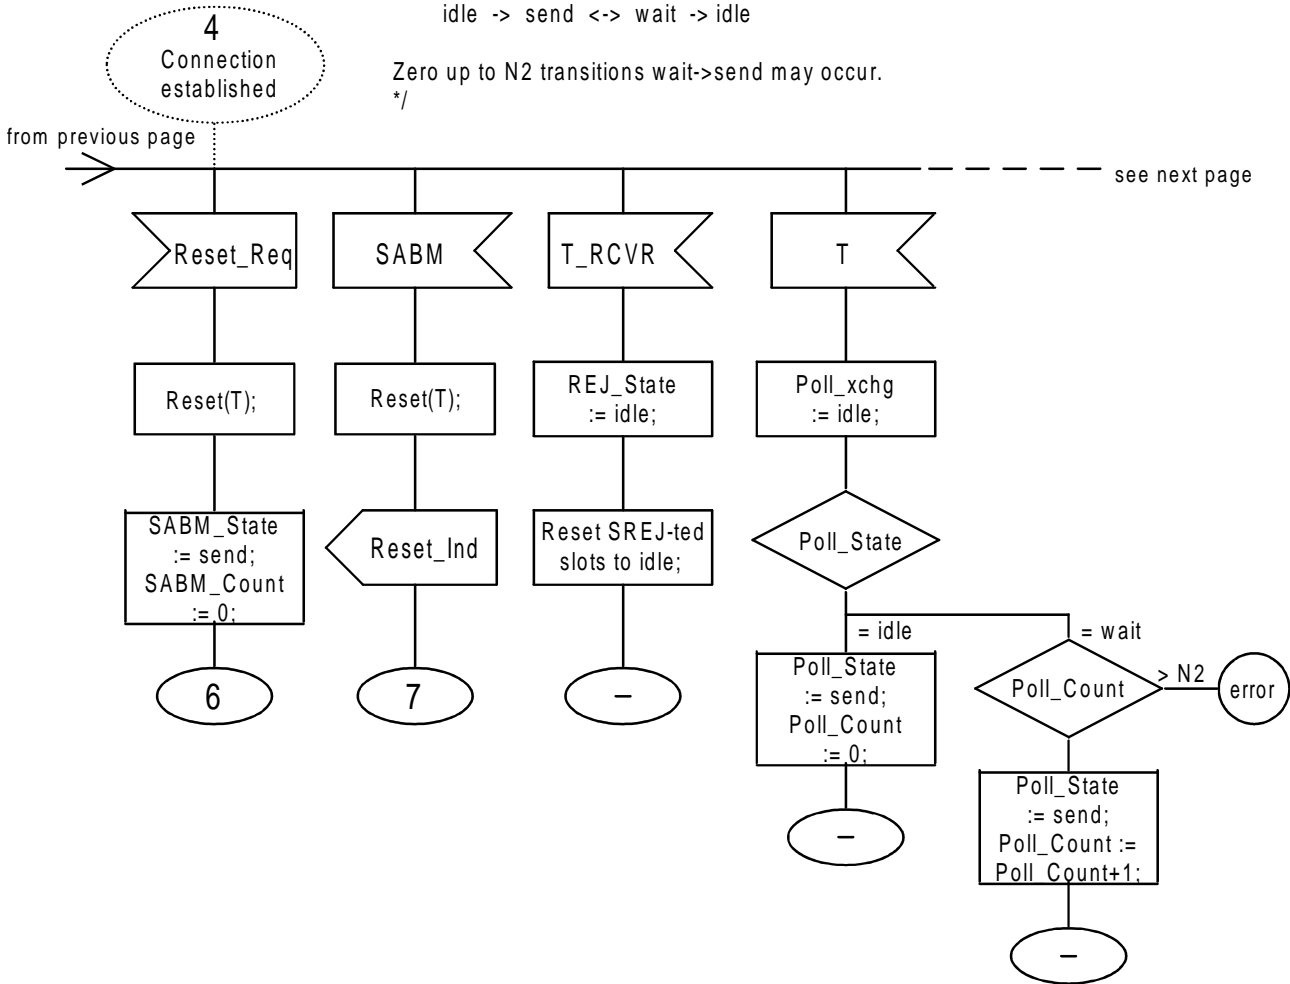 idle -> send <-> wait -> idle
4
Connection
established
Zero up to N2 transitions wait->send may occur.
*/
from previous page
see next page
Reset_Req
SABM
T_RCVR
T
Reset(T);
Reset(T);
REJ_State
:= idle;
Poll_xchg
:= idle;
SABM_State
:= send;
SABM_Count
:= 0;
Reset_Ind
Reset SREJ-ted
slots to idle;
Poll_State
= idle
= wait
6
7
–
Poll_State
:= send;
Poll_Count
:= 0;
Poll_Count
> N2
error
–
Poll_State
:= send;
Poll_Count :=
Poll_Count+1;
–